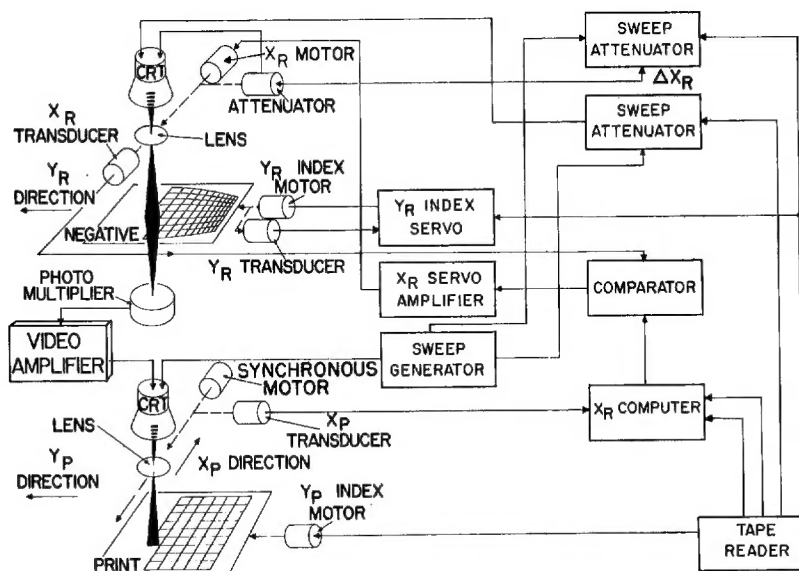 CRT
X_R MOTOR
ATTENUATOR
SWEEP
ATTENUATOR
ΔX_R
SWEEP
ATTENUATOR
X_R
TRANSDUCER
LENS
Y_R
DIRECTION
Y_R INDEX
MOTOR
Y_R INDEX
SERVO
NEGATIVE
Y_R TRANSDUCER
PHOTO
MULTIPLIER
X_R SERVO
AMPLIFIER
COMPARATOR
VIDEO
AMPLIFIER
SYNCHRONOUS
MOTOR
SWEEP
GENERATOR
CRT
X_P
TRANSDUCER
X_R COMPUTER
LENS
X_P DIRECTION
Y_P
DIRECTION
Y_P INDEX
MOTOR
PRINT
TAPE
READER